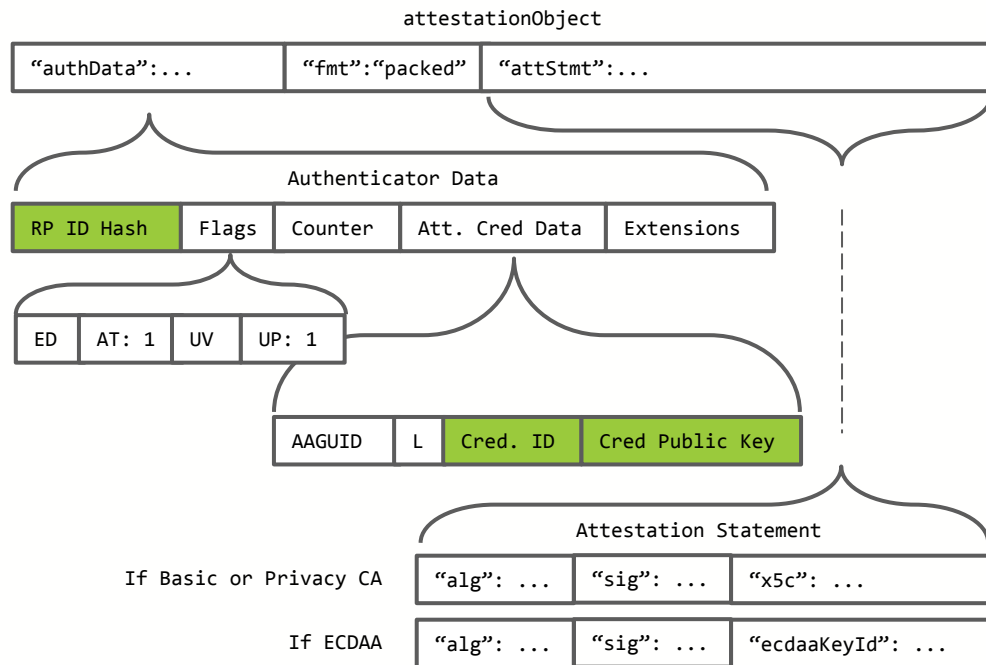 attestationObject
“authData”:... “fmt”:“packed” “attStmt”:...
Authenticator Data
RP ID Hash Flags Counter Att. Cred Data Extensions
ED AT: 1 UV UP: 1
AAGUID L Cred. ID Cred Public Key
Attestation Statement
If Basic or Privacy CA “alg”: ... “sig”: ... “x5c”: ...
If ECDAA “alg”: ... “sig”: ... “ecdaaKeyId”: ...